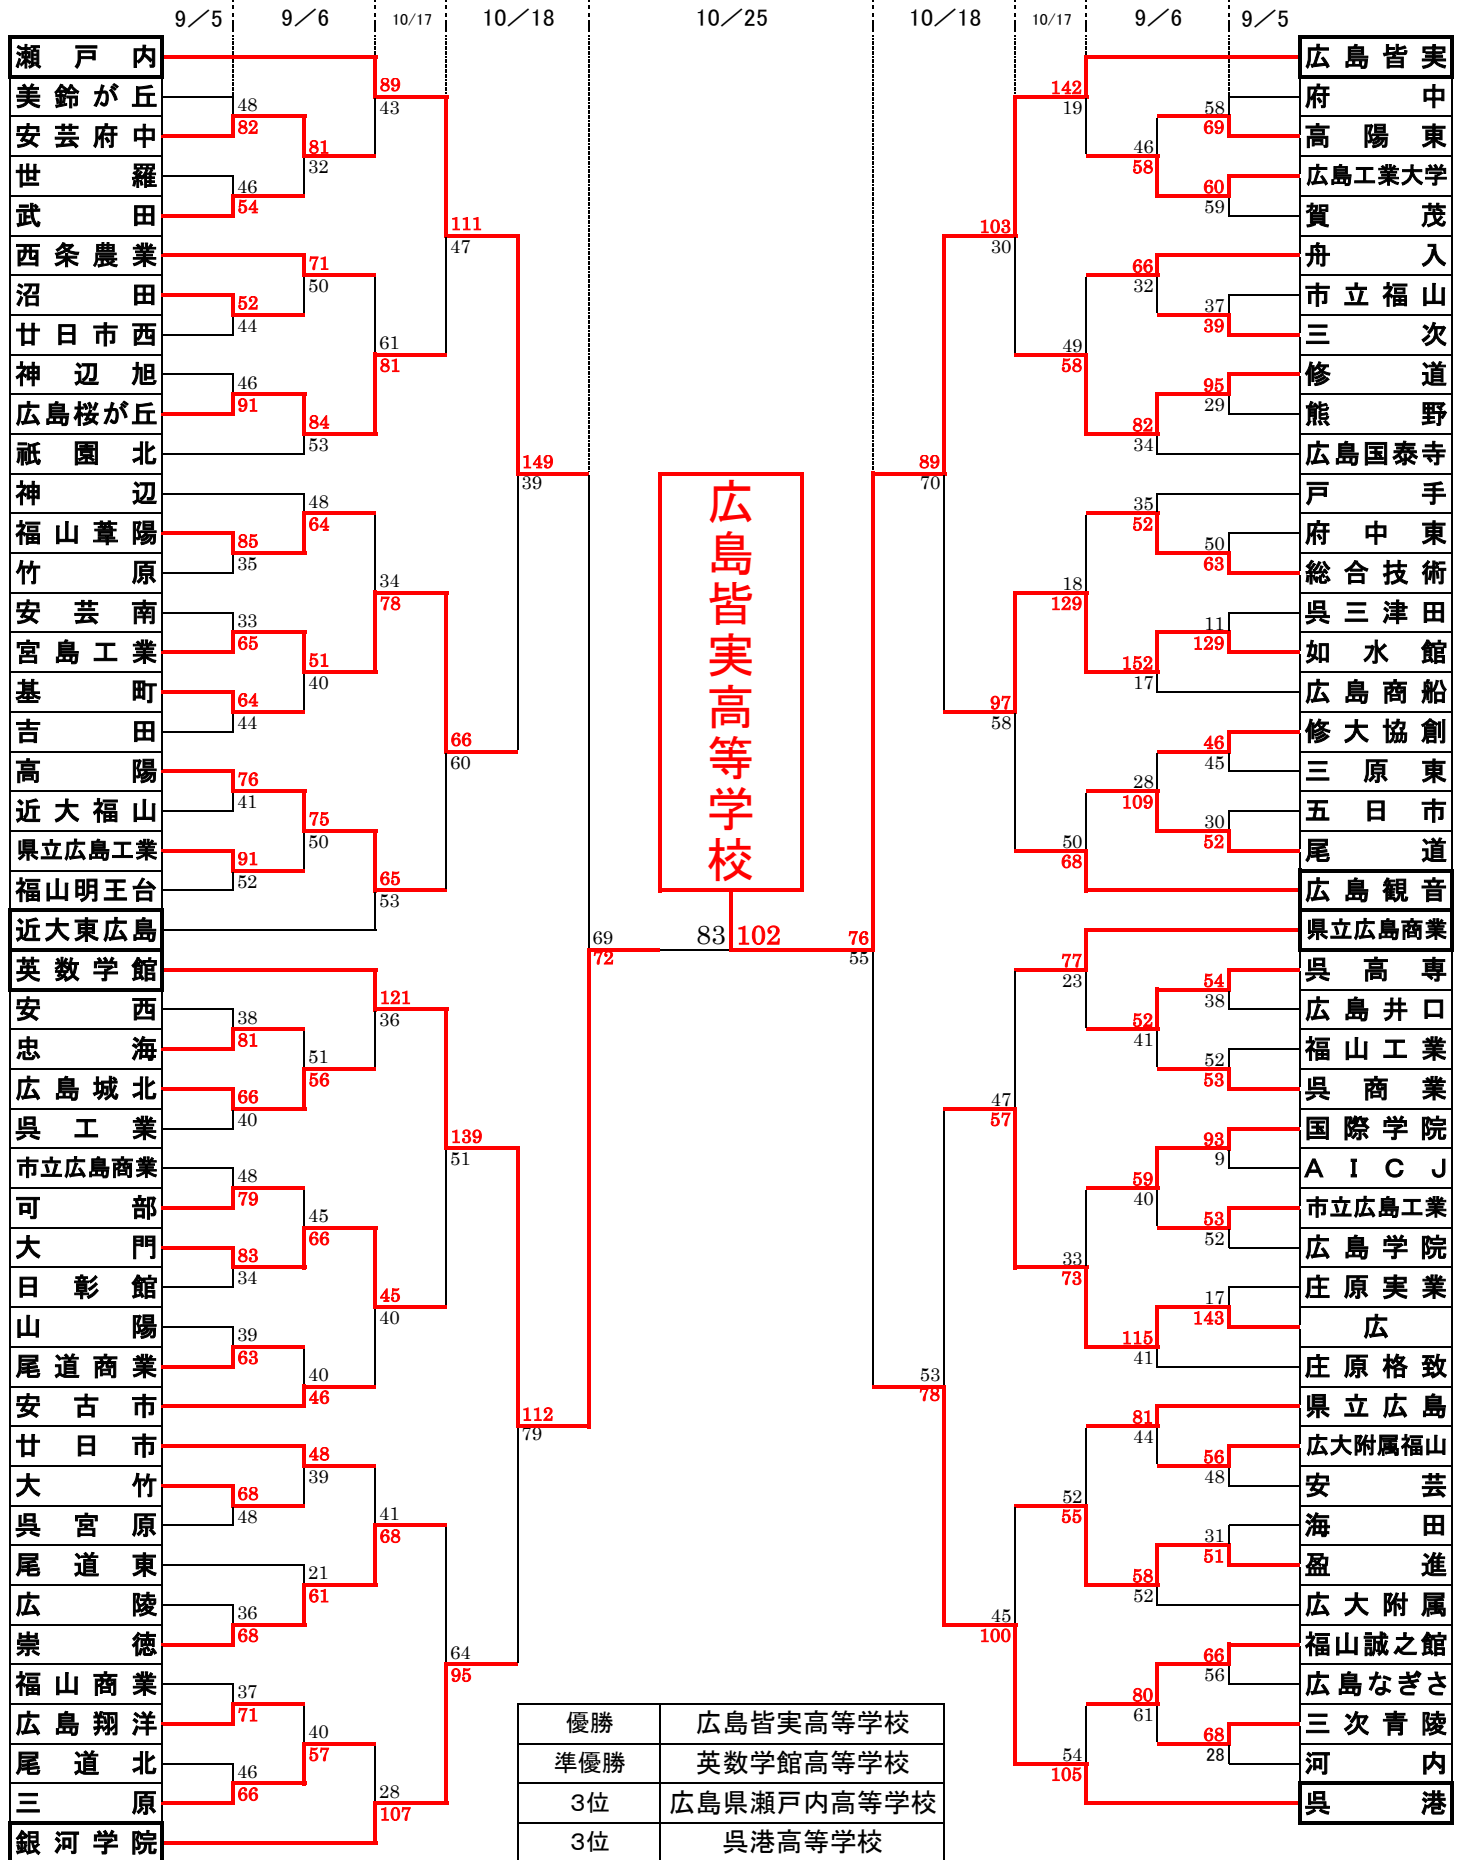 9／5 9／6 10/17 10／18 10／25 10／18 10/17 9／6 9／5
瀬戸内
美鈴が丘
安芸府中
世羅
武田
西条農業
沼田
廿日市西
神辺旭
広島桜が丘
祇園北
神辺
福山葦陽
竹原
安芸南
宮島工業
基町
吉田
高陽
近大福山
県立広島工業
福山明王台
近大東広島
英数学館
安西
忠海
広島城北
呉工業
市立広島商業
可部
大門
日彰館
山陽
尾道商業
安古市
廿日市
大竹
呉宮原
尾道東
広陵
崇徳
福山商業
広島翔洋
尾道北
三原
銀河学院
48
82
46
54
52
44
46
91
85
35
33
65
64
44
76
41
91
52
38
81
66
40
48
79
83
34
39
63
68
48
36
68
37
71
46
66
81
32
71
50
84
53
48
64
51
40
75
50
51
56
45
66
40
46
48
39
21
61
40
57
89
43
61
81
34
78
65
53
121
36
45
40
41
68
28
107
111
47
66
60
139
51
64
95
149
39
112
79
69
72
広島皆実高等学校
83 102
76
55
89
70
53
78
103
30
97
58
47
57
45
100
142
19
49
58
18
129
50
68
77
23
33
73
52
55
54
105
46
58
66
32
82
34
35
52
152
17
28
109
52
41
59
40
115
41
81
44
58
52
80
61
58
69
60
59
37
39
95
29
50
63
11
129
46
45
30
52
54
38
52
53
93
9
53
52
17
143
56
48
31
51
66
56
68
28
広島皆実
府中
高陽東
広島工業大学
賀茂
舟入
市立福山
三次
修道
熊野
広島国泰寺
戸手
府中東
総合技術
呉三津田
如水館
広島商船
修大協創
三原東
五日市
尾道
広島観音
県立広島商業
呉高専
広島井口
福山工業
呉商業
国際学院
ＡＩＣＪ
市立広島工業
広島学院
庄原実業
広
庄原格致
県立広島
広大附属福山
安芸
海田
盈進
広大附属
福山誠之館
広島なぎさ
三次青陵
河内
呉港
優勝 広島皆実高等学校
準優勝 英数学館高等学校
3位 広島県瀬戸内高等学校
3位 呉港高等学校